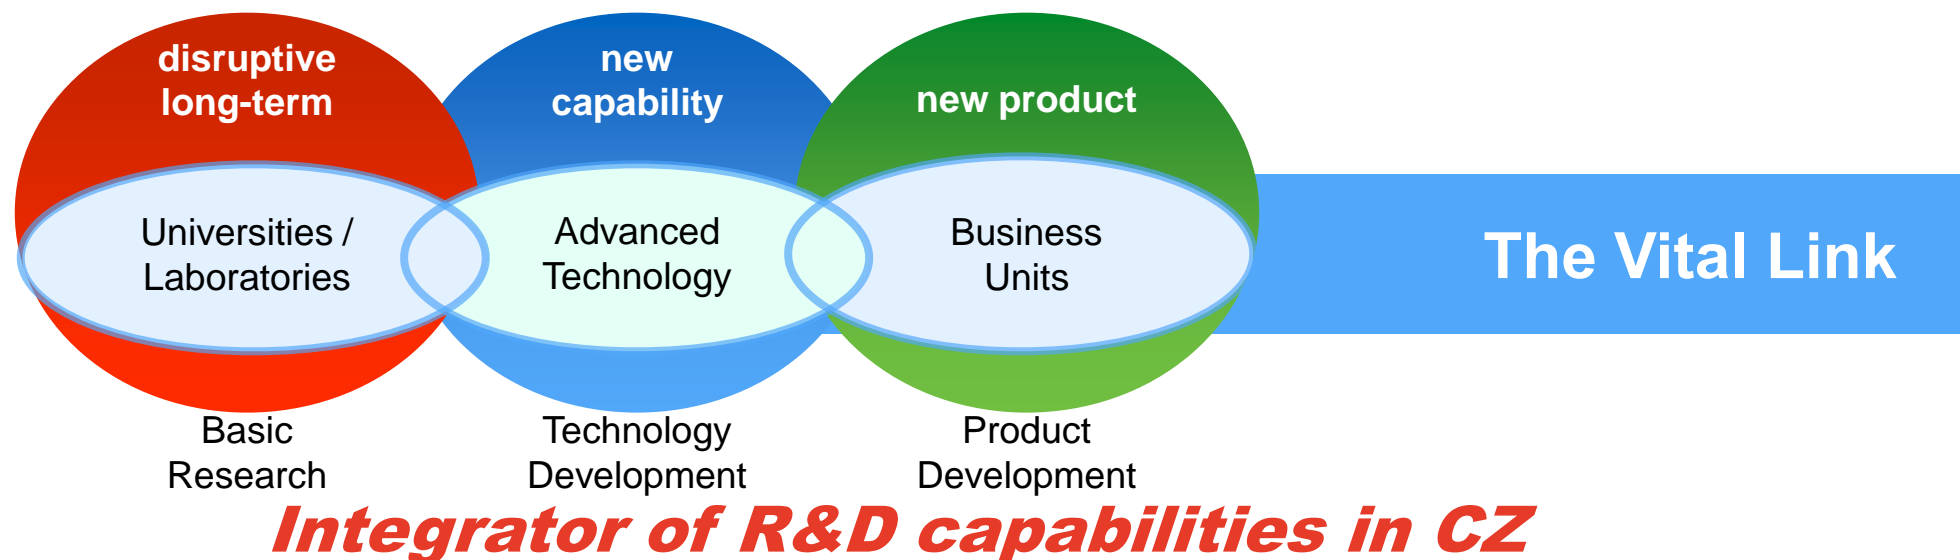 disruptive
long-term
new
capability
new product
Universities /
Laboratories
Advanced
Technology
Business
Units
The Vital Link
Basic
Research
Technology
Development
Product
Development
Integrator of R&D capabilities in CZ